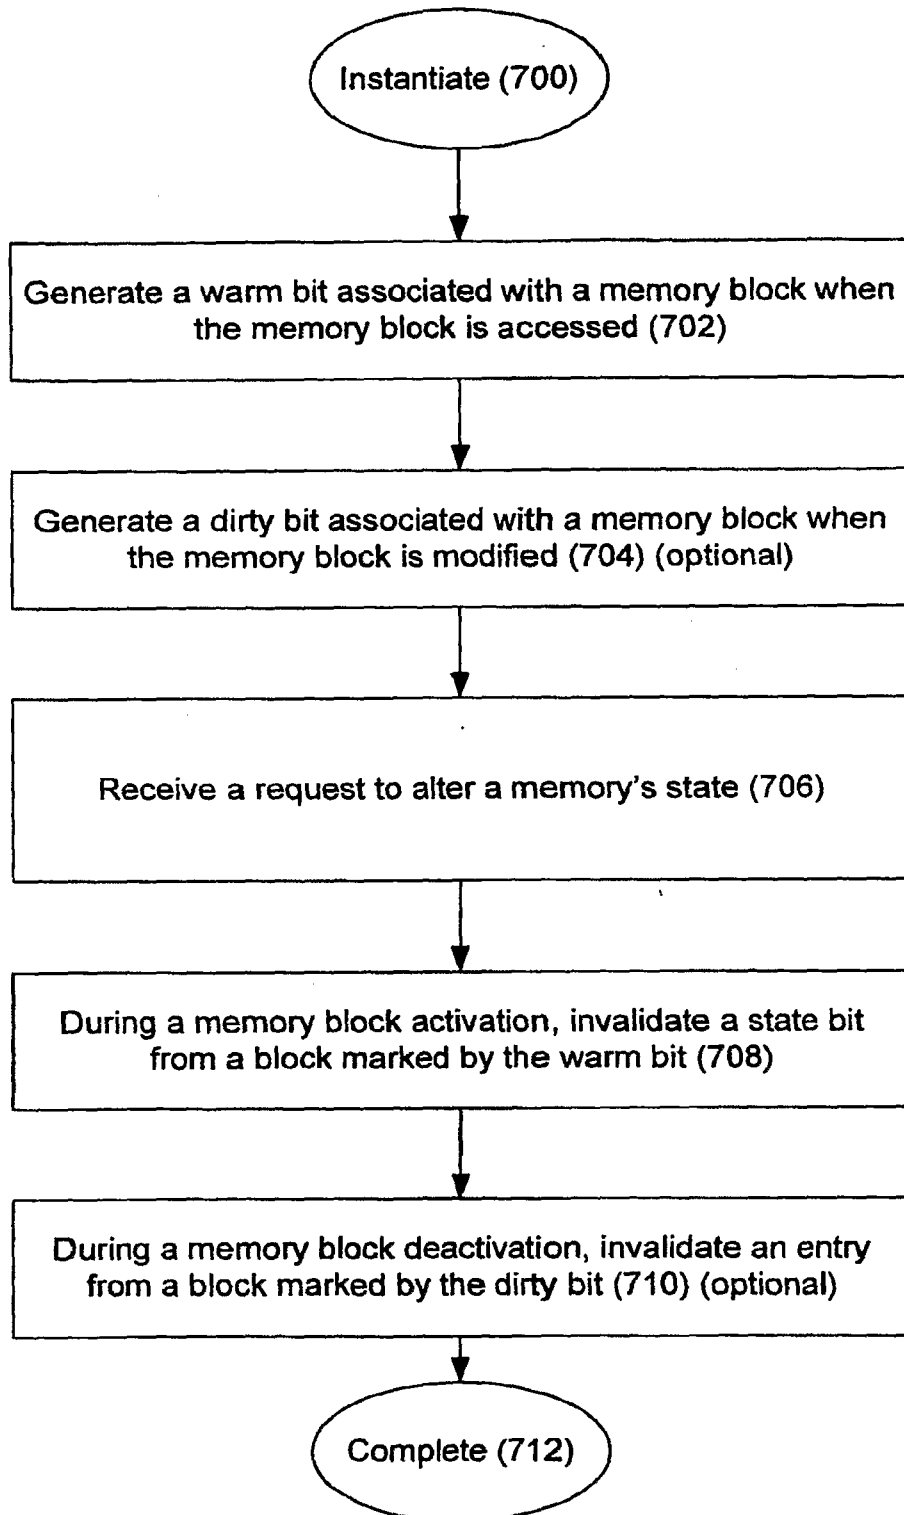 Instantiate (700)
Generate a warm bit associated with a memory block when
the memory block is accessed (702)
Generate a dirty bit associated with a memory block when
the memory block is modified (704) (optional)
Receive a request to alter a memory's state (706)
During a memory block activation, invalidate a state bit
from a block marked by the warm bit (708)
During a memory block deactivation, invalidate an entry
from a block marked by the dirty bit (710) (optional)
Complete (712)